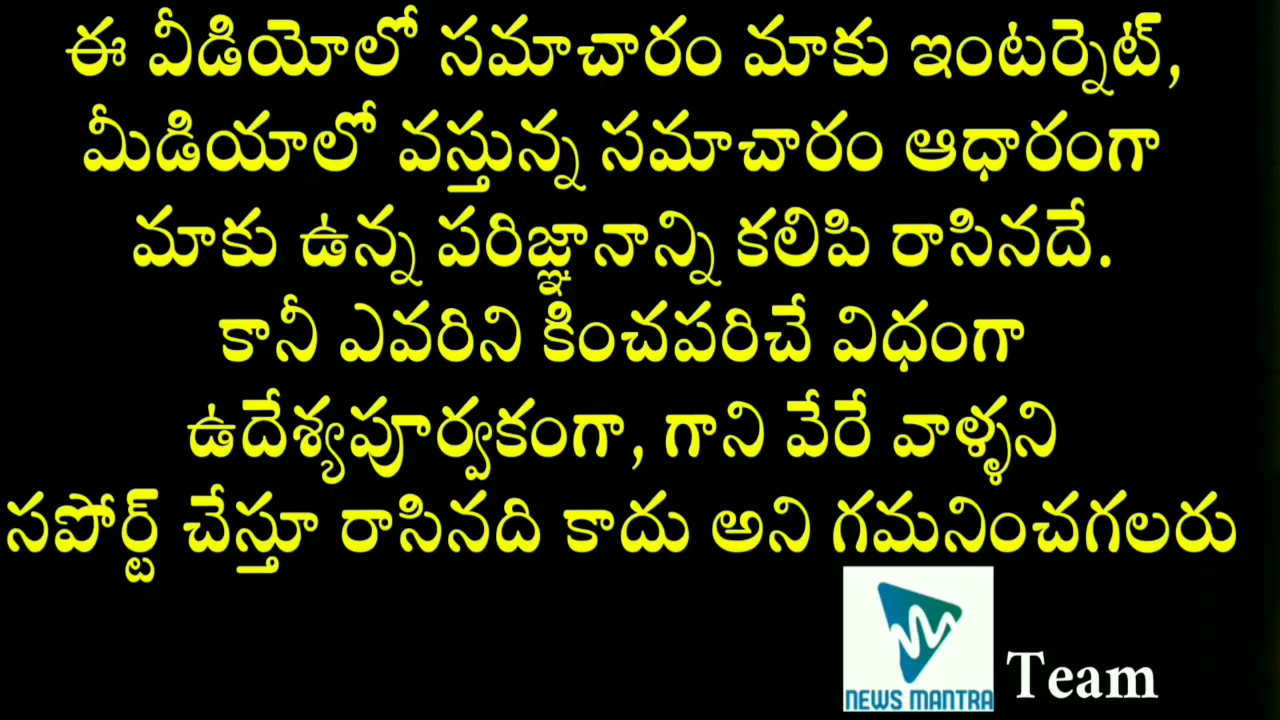 ఈ వీడియోలో సమాచారం మాకు ఇంటర్నెట్,
మీడియాలో వస్తున్న సమాచారం ఆధారంగా
మాకు ఉన్న పరిజ్ఞానాన్ని కలిపి రాసినదే.
కానీ ఎవరిని కించపరిచే విధంగా
ఉదేశ్యపూర్వకంగా, గాని వేరే వాళ్ళని
సపోర్ట్ చేస్తూ రాసినది కాదు అని గమనించగలరు
NEWS MANTRA Team